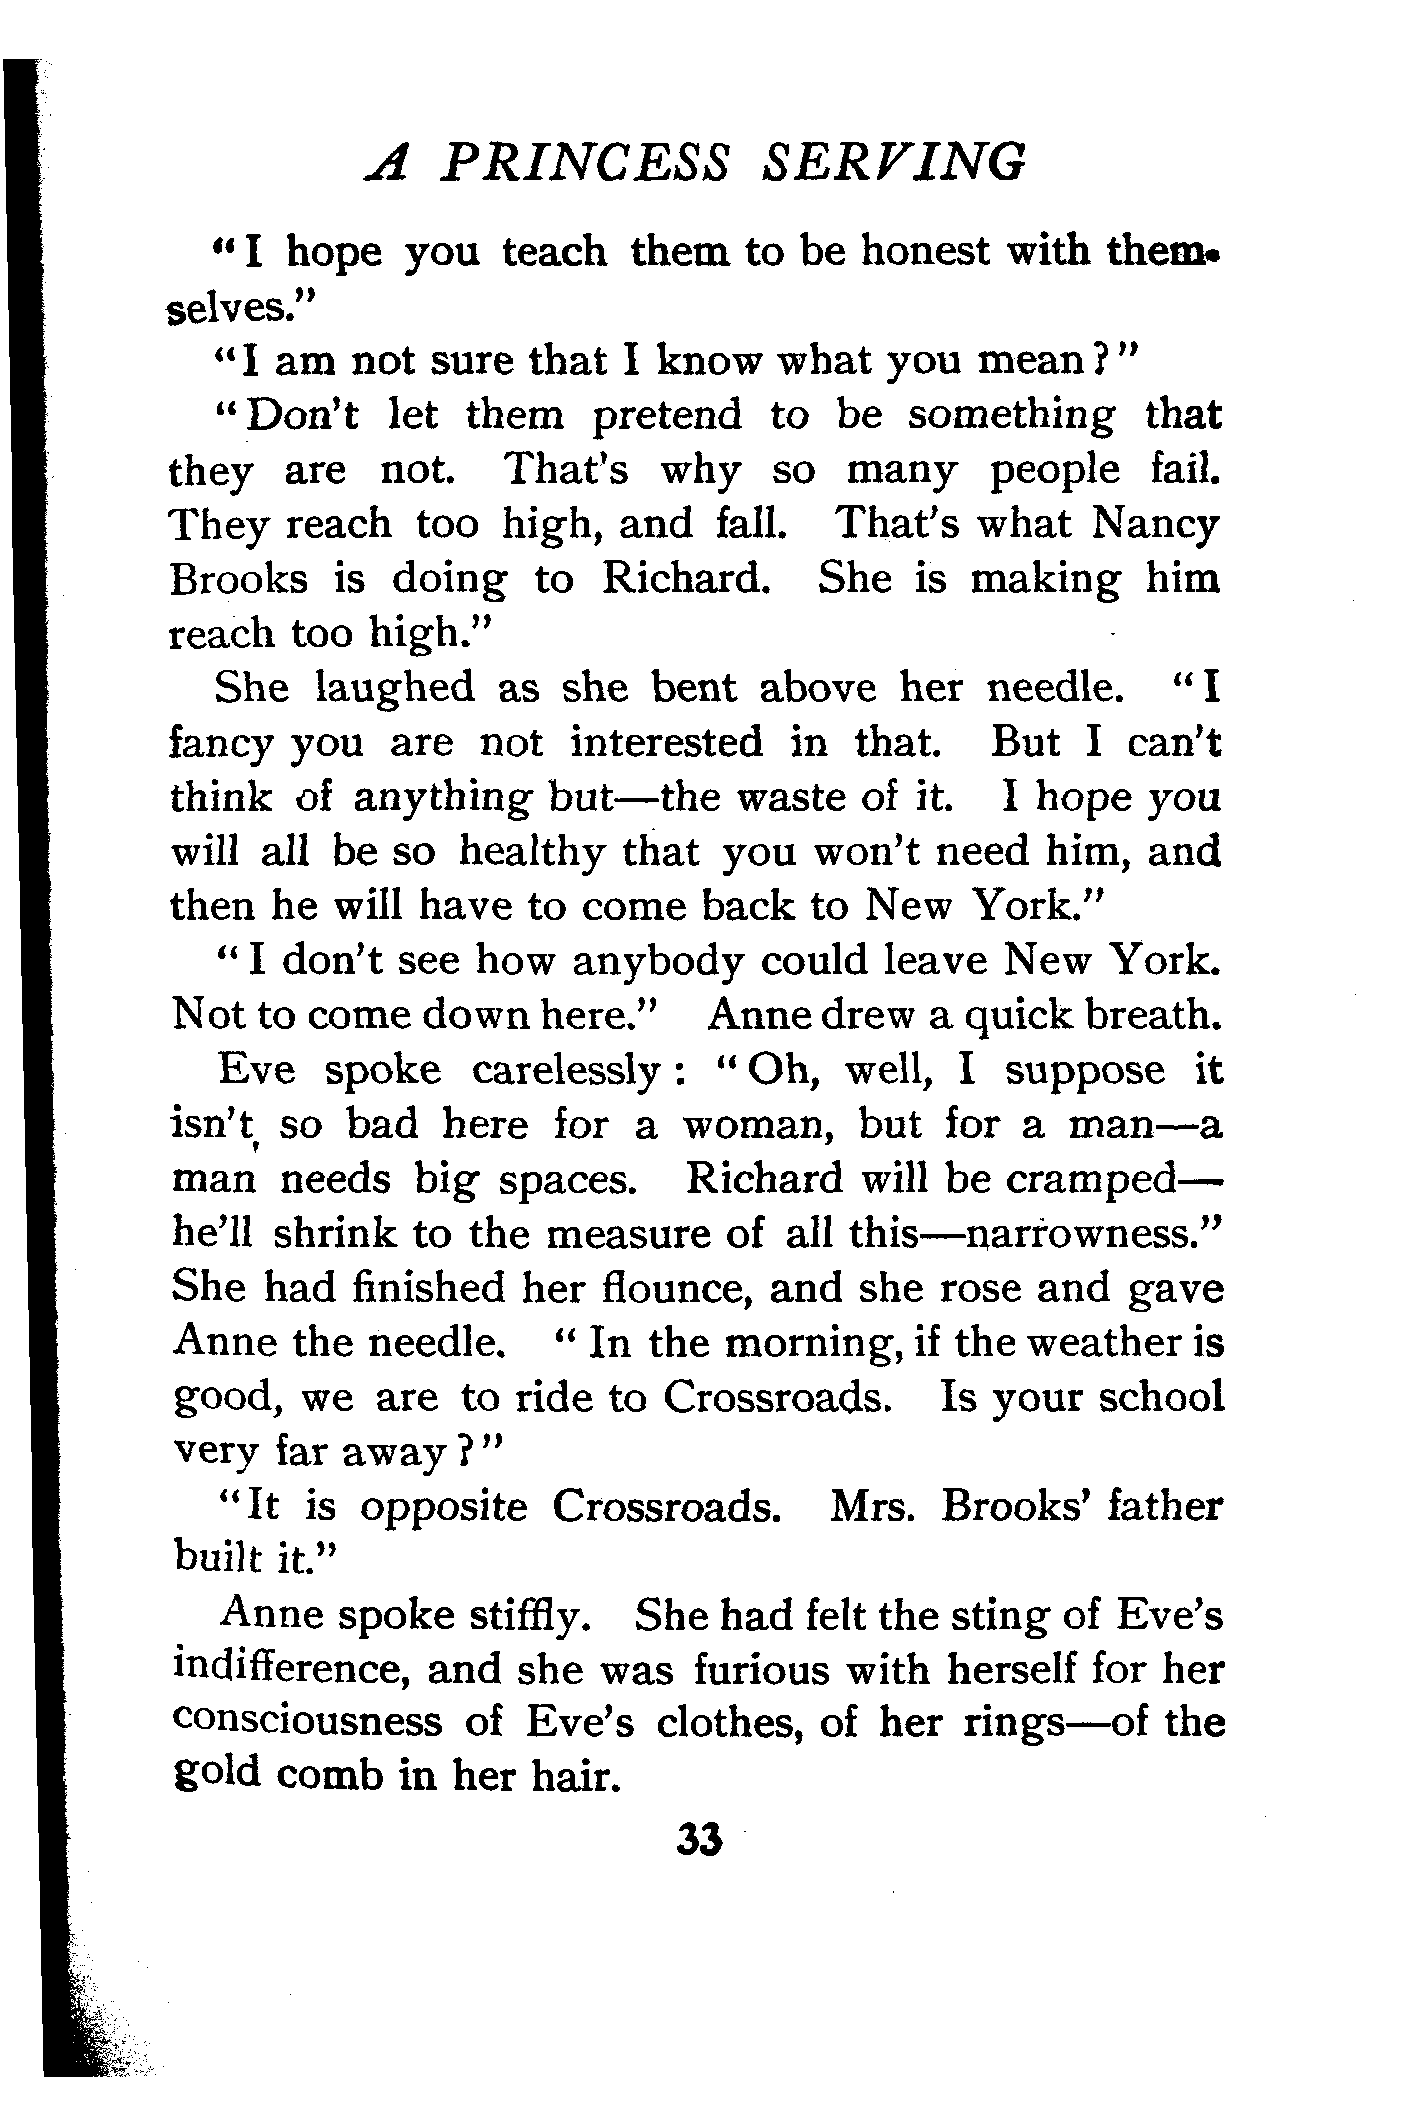 A PRINCESS SERVING
"I hope you teach them to be honest with them-
selves."
"I am not sure that I know what you mean?"
"Don't let them pretend to be something that
they are not. That's why so many people fail.
They reach too high, and fall. That's what Nancy
Brooks is doing to Richard. She is making him
reach too high."
She laughed as she bent above her needle. "I
fancy you are not interested in that. But I can't
think of anything but—the waste of it. I hope you
will all be so healthy that you won't need him, and
then he will have to come back to New York."
"I don't see how anybody could leave New York.
Not to come down here." Anne drew a quick breath.
Eve spoke carelessly: "Oh, well, I suppose it
isn't so bad here for a woman, but for a man—a
man needs big spaces. Richard will be cramped—
he'll shrink to the measure of all this—narrowness."
She had finished her flounce, and she rose and gave
Anne the needle. "In the morning, if the weather is
good, we are to ride to Crossroads. Is your school
very far away?"
"It is opposite Crossroads. Mrs. Brooks' father
built it."
Anne spoke stiffly. She had felt the sting of Eve's
indifference, and she was furious with herself for her
consciousness of Eve's clothes, of her rings—of the
gold comb in her hair.
33